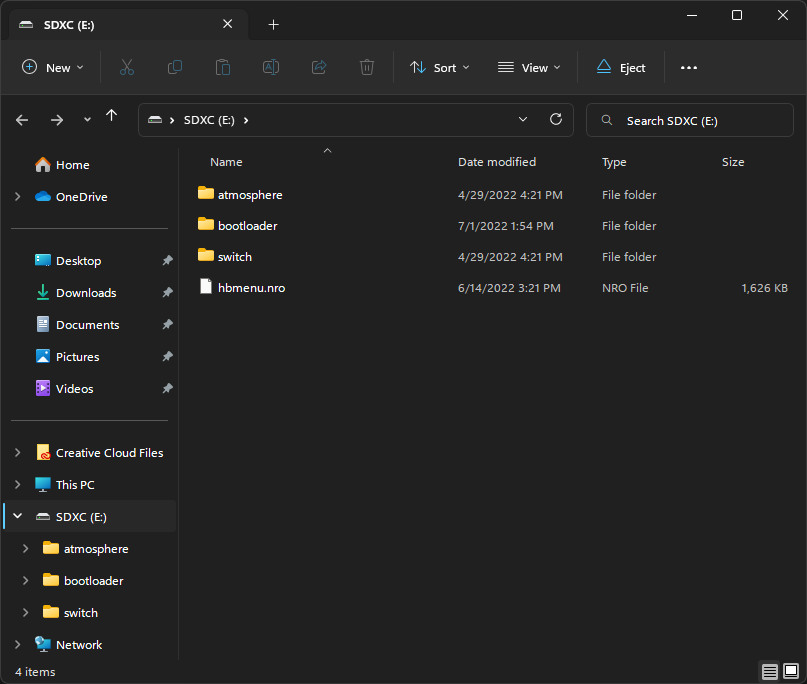 SDXC (E:)
New Sort View Eject
SDXC (E:) Search SDXC (E:)
Home
OneDrive
Desktop
Downloads
Documents
Pictures
Videos
Creative Cloud Files
This PC
SDXC (E:)
atmosphere
bootloader
switch
Network
Name Date modified Type Size
atmosphere 4/29/2022 4:21 PM File folder
bootloader 7/1/2022 1:54 PM File folder
switch 4/29/2022 4:21 PM File folder
hbmenu.nro 6/14/2022 3:21 PM NRO File 1,626 KB
4 items